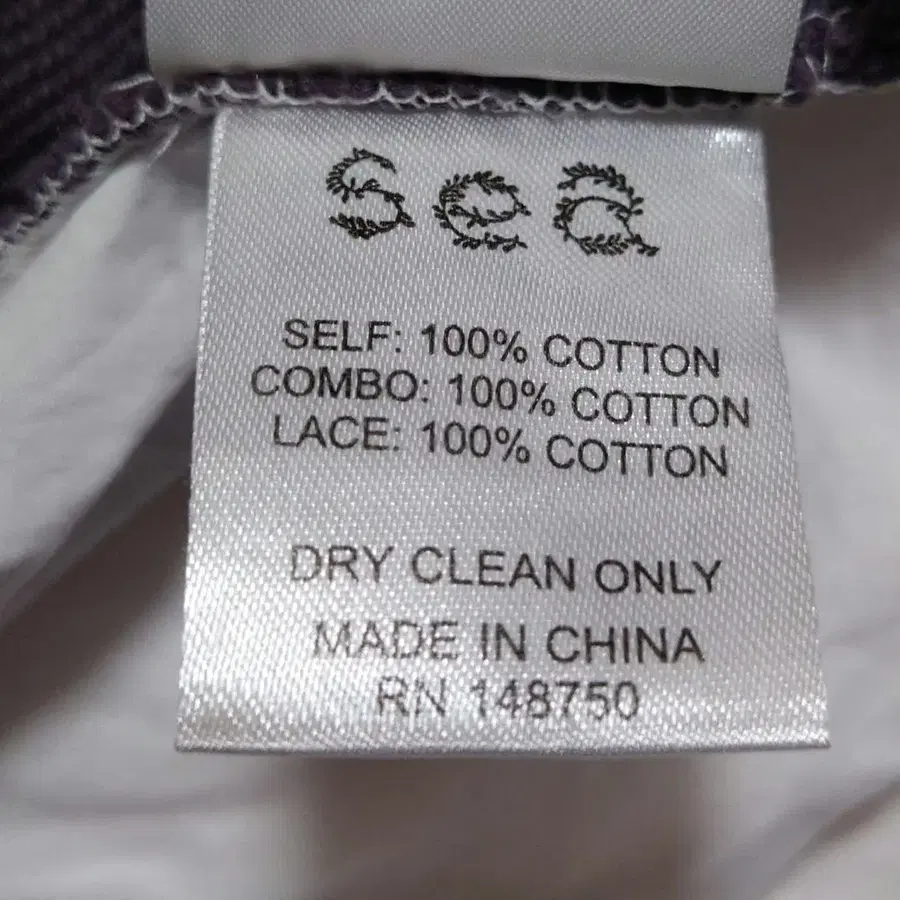 sea
SELF: 100% COTTON
COMBO: 100% COTTON
LACE: 100% COTTON
DRY CLEAN ONLY
MADE IN CHINA
RN 148750